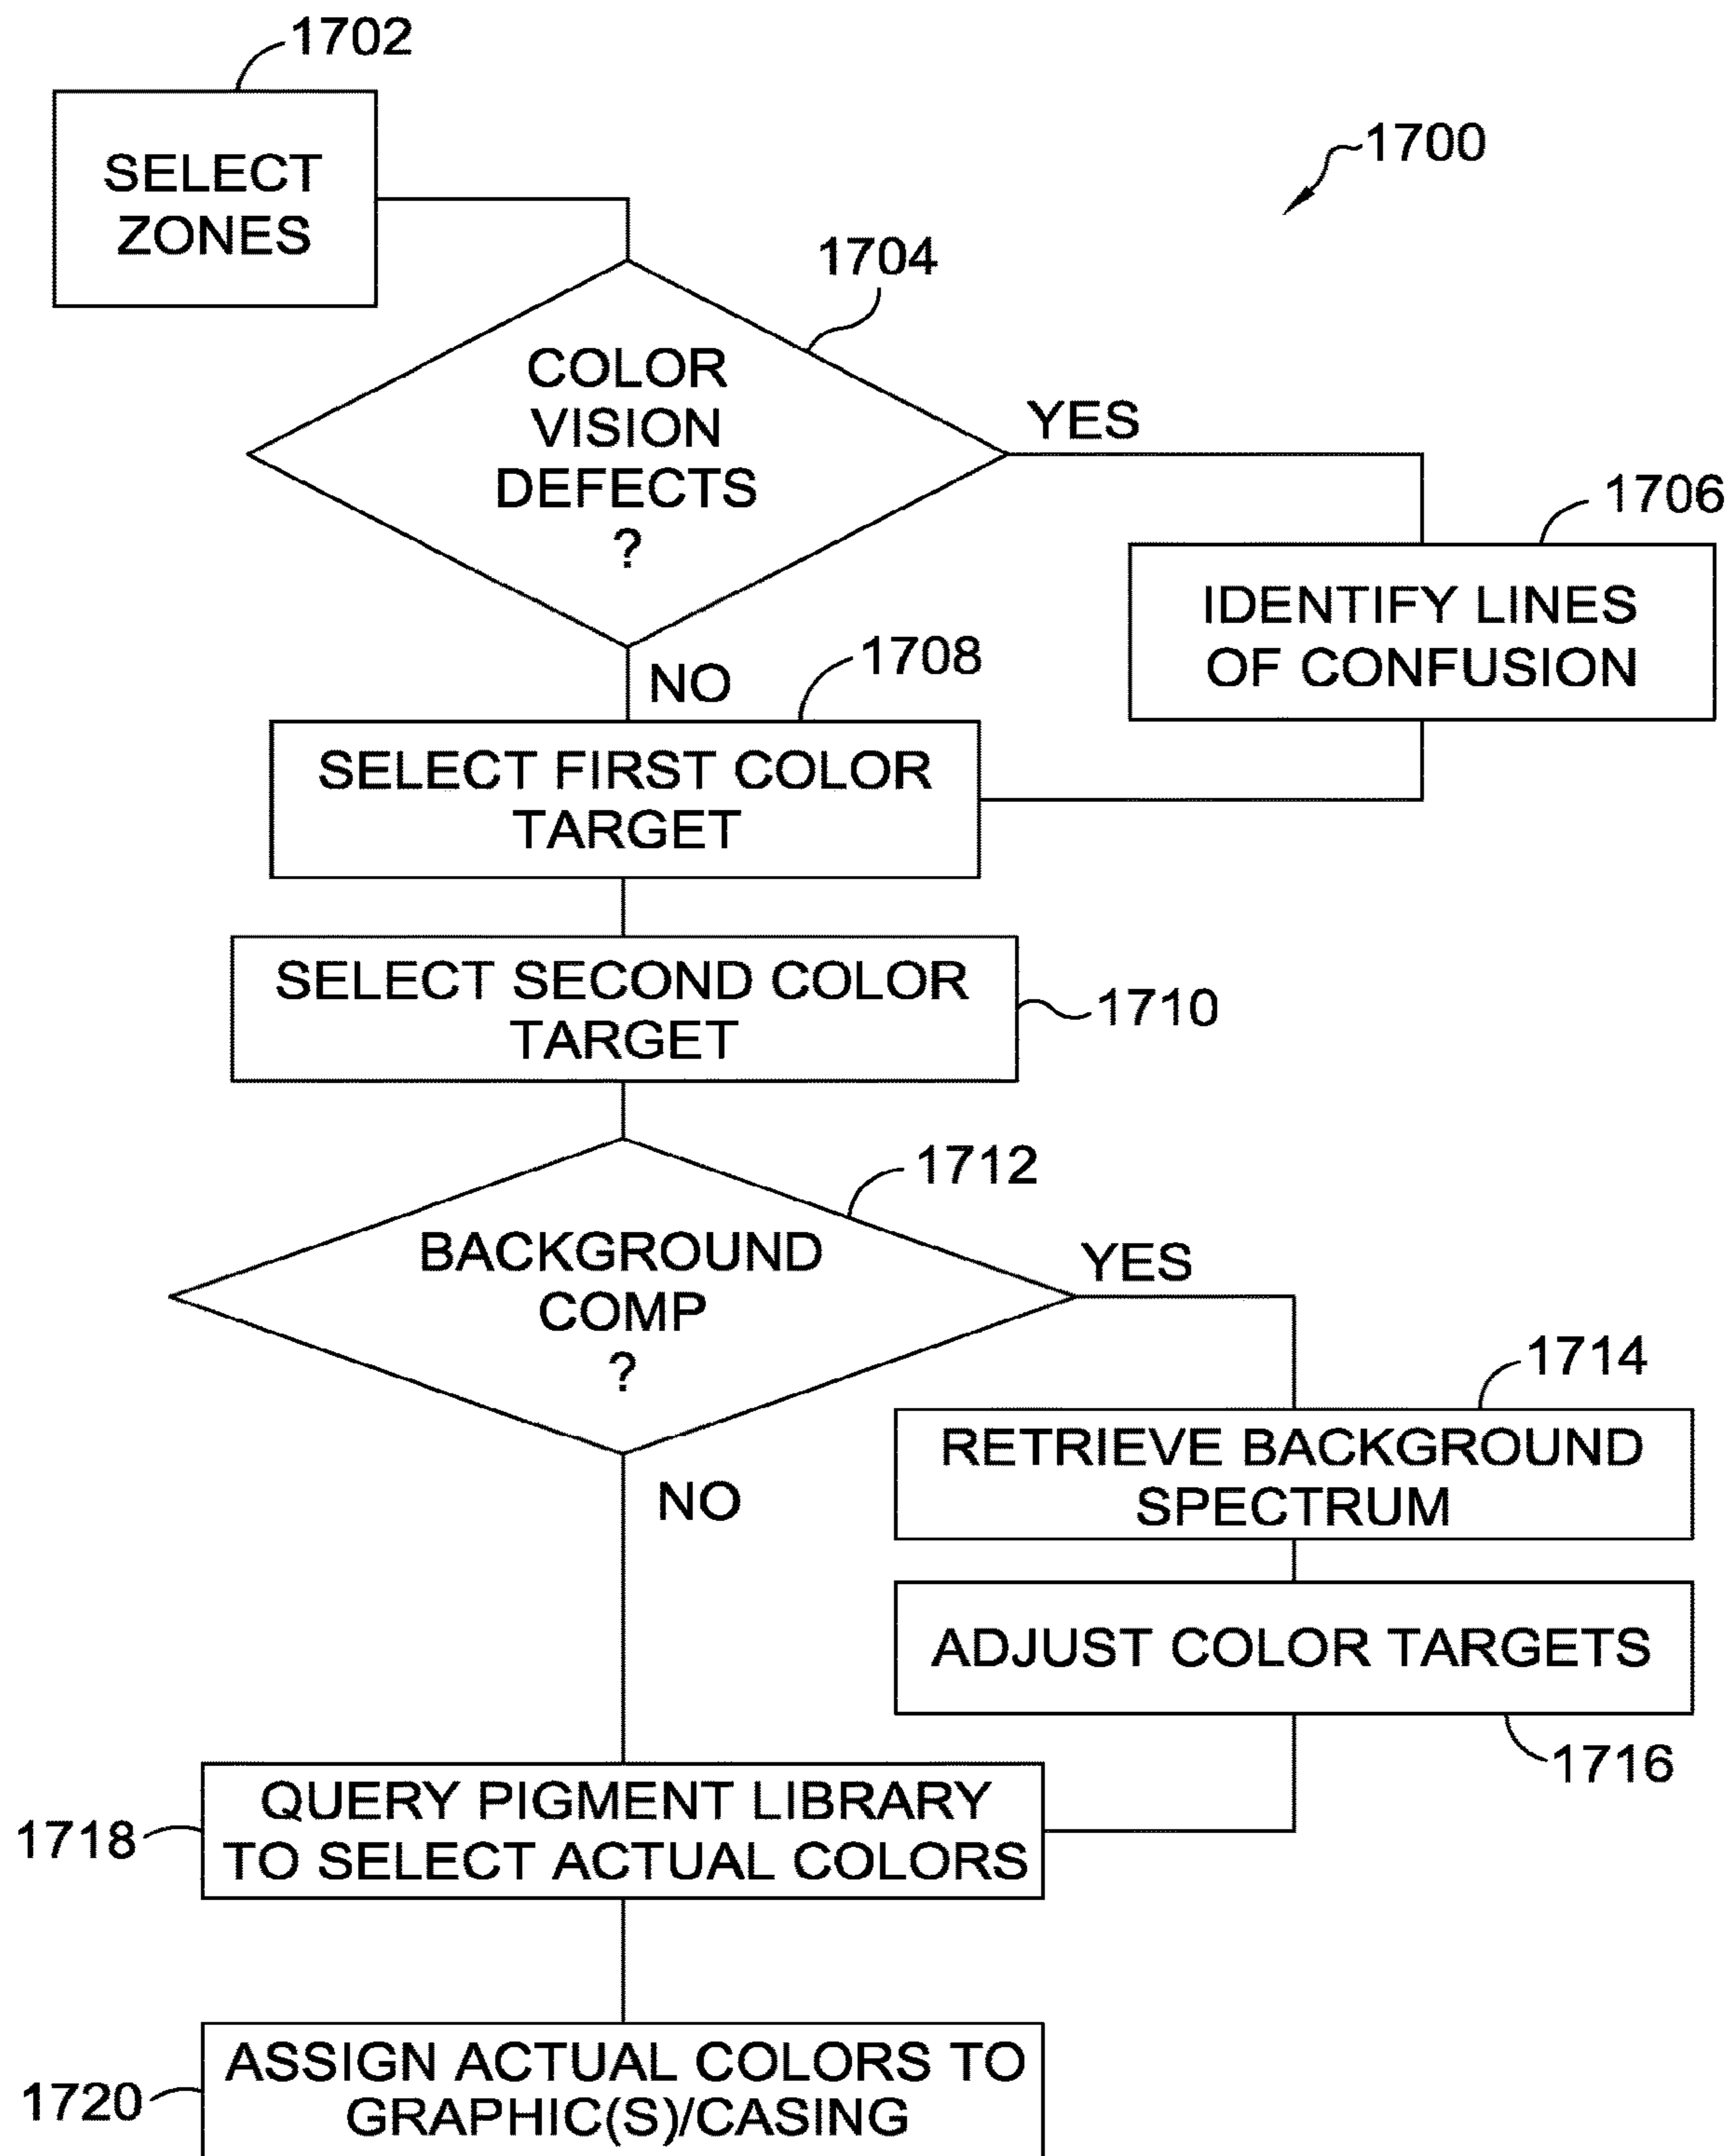 1702
SELECT
ZONES
1700
1704
COLOR
VISION
DEFECTS
?
YES
1706
IDENTIFY LINES
OF CONFUSION
NO
1708
SELECT FIRST COLOR
TARGET
SELECT SECOND COLOR
TARGET
1710
1712
BACKGROUND
COMP
?
YES
1714
RETRIEVE BACKGROUND
SPECTRUM
NO
ADJUST COLOR TARGETS
1716
1718
QUERY PIGMENT LIBRARY
TO SELECT ACTUAL COLORS
1720
ASSIGN ACTUAL COLORS TO
GRAPHIC(S)/CASING